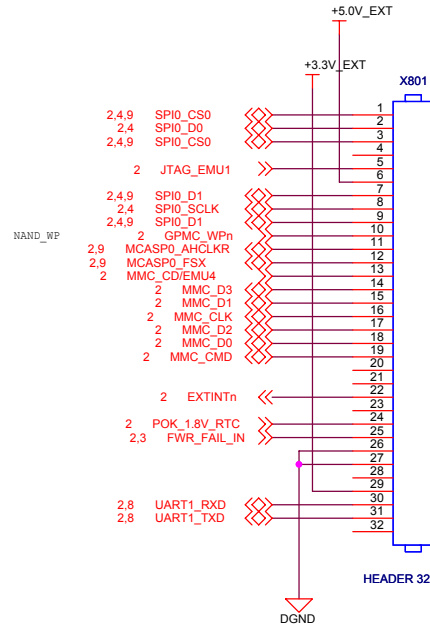 +5.0V_EXT
+3.3V_EXT
X801
2,4,9 SPI0_CS0 1
2,4 SPI0_D0 2
2,4,9 SPI0_CS0 3
4
2 JTAG_EMU1 5
6
2,4,9 SPI0_D1 7
2,4 SPI0_SCLK 8
2,4,9 SPI0_D1 9
NAND_WP 2 GPMC_WPn 10
2,9 MCASP0_AHCLKR 11
2,9 MCASP0_FSX 12
2 MMC_CD/EMU4 13
2 MMC_D3 14
2 MMC_D1 15
2 MMC_CLK 16
2 MMC_D2 17
2 MMC_D0 18
2 MMC_CMD 19
20
21
2 EXTINTn 22
23
2 POK_1.8V_RTC 24
2,3 FWR_FAIL_IN 25
26
27
28
29
2,8 UART1_RXD 30
2,8 UART1_TXD 31
32
HEADER 32
DGND